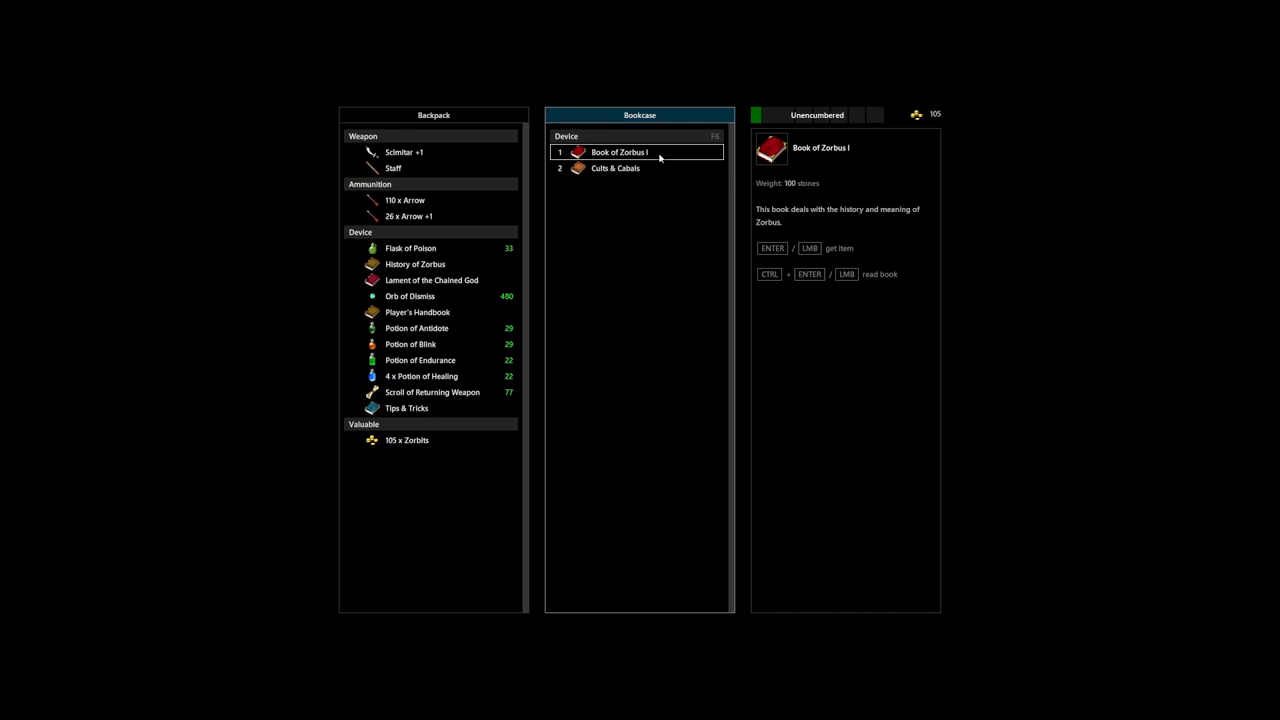 Backpack
Weapon
Scimitar +1
Staff
Ammunition
110 x Arrow
26 x Arrow +1
Device
Flask of Poison 33
History of Zorbus
Lament of the Chained God
Orb of Dismiss 480
Player's Handbook
Potion of Antidote 29
Potion of Blink 29
Potion of Endurance 22
4 x Potion of Healing 22
Scroll of Returning Weapon 77
Tips & Tricks
Valuable
105 x Zorbits
Bookcase
Device F6
1 Book of Zorbus I
2 Cults & Cabals
Unencumbered 105
Book of Zorbus I
Weight: 100 stones
This book deals with the history and meaning of
Zorbus.
ENTER / LMB get item
CTRL + ENTER / LMB read book